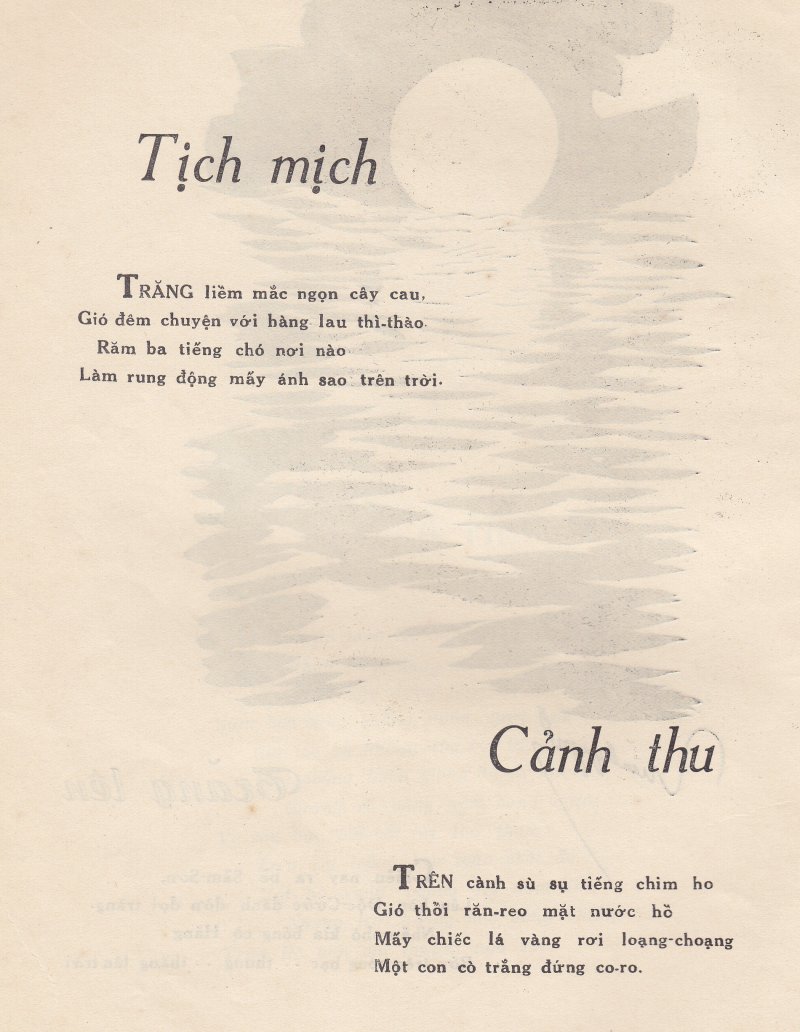 Tịch mịch
TRĂNG liềm mắc ngọn cây cau,
Gió đêm chuyện với hàng lau thì-thào.
Răm ba tiếng chó nơi nào
Làm rung động mấy ánh sao trên trời.
Cảnh thu
TRÊN cành sù sụ tiếng chim ho
Gió thổi răn-reo mặt nước hồ
Mấy chiếc lá vàng rơi loạng-choạng
Một con cò trắng đứng co-ro.